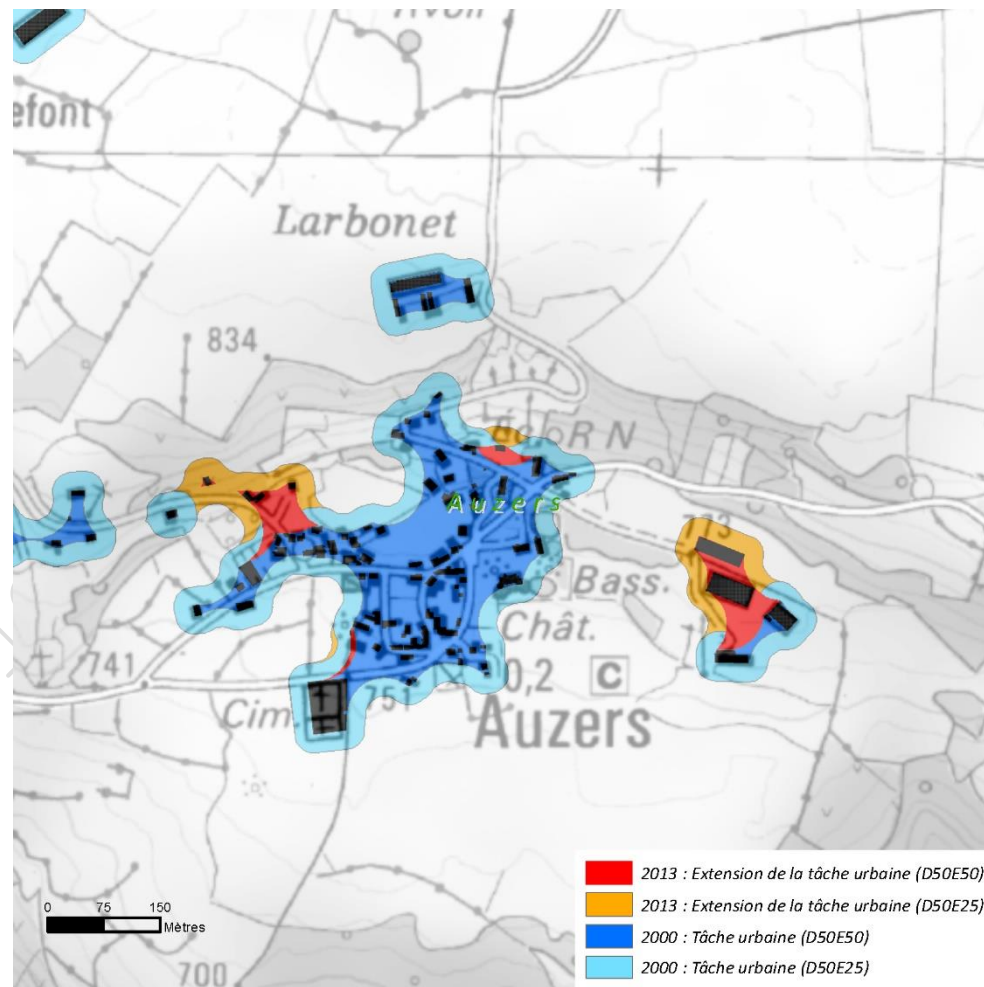 efont
Larbonet
834
Auzers
773
Bass.
Chât.
741
751
0,2
C
Cim.
Auzers
0 75 150
Mètres
700
2013 : Extension de la tâche urbaine (D50E50)
2013 : Extension de la tâche urbaine (D50E25)
2000 : Tâche urbaine (D50E50)
2000 : Tâche urbaine (D50E25)